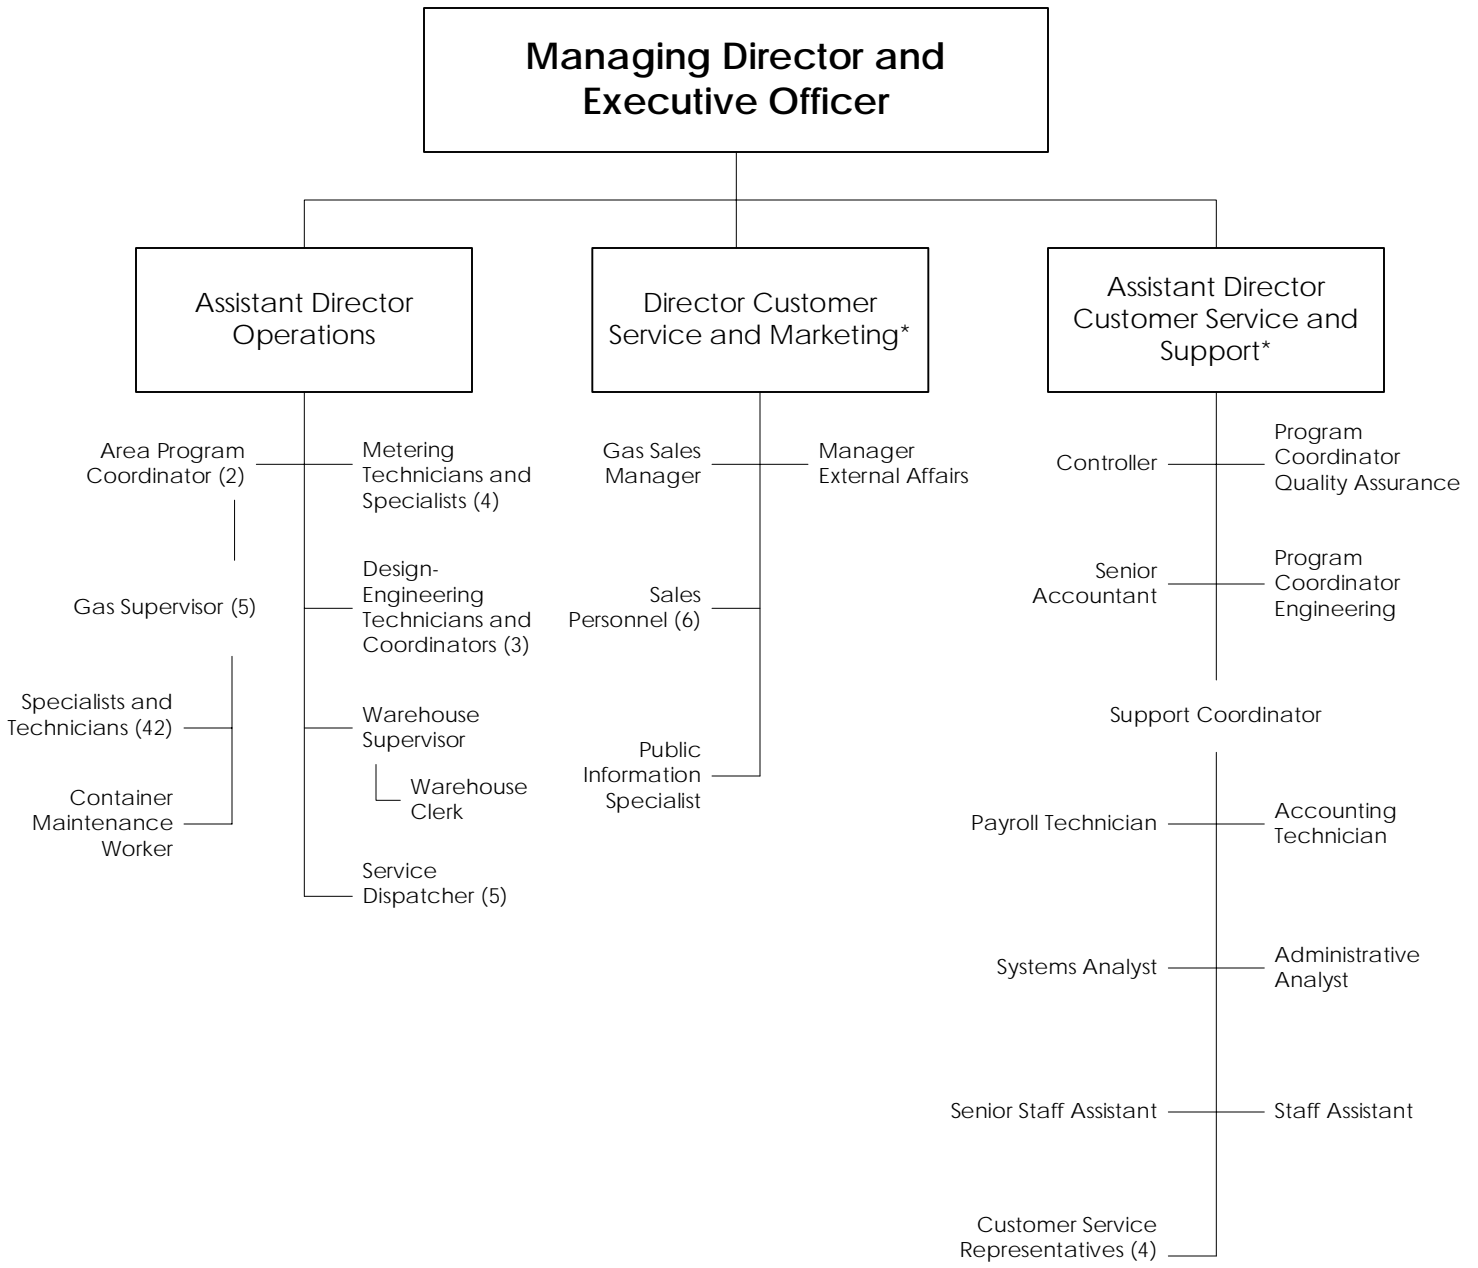 Managing Director and
Executive Officer
Assistant Director
Operations
Director Customer
Service and Marketing*
Assistant Director
Customer Service and
Support*
Area Program
Coordinator (2)
Gas Supervisor (5)
Specialists and
Technicians (42)
Container
Maintenance
Worker
Metering
Technicians and
Specialists (4)
Design-
Engineering
Technicians and
Coordinators (3)
Warehouse
Supervisor
Warehouse
Clerk
Service
Dispatcher (5)
Gas Sales
Manager
Manager
External Affairs
Sales
Personnel (6)
Public
Information
Specialist
Controller
Program
Coordinator
Quality Assurance
Senior
Accountant
Program
Coordinator
Engineering
Support Coordinator
Payroll Technician
Accounting
Technician
Systems Analyst
Administrative
Analyst
Senior Staff Assistant
Staff Assistant
Customer Service
Representatives (4)